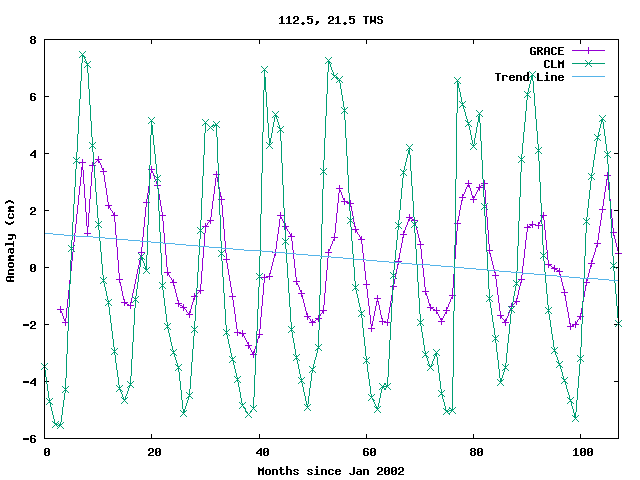 112.5, 21.5 TWS
GRACE
CLM
Trend Line
8
6
4
2
0
-2
-4
-6
Anomaly (cm)
0 20 40 60 80 100
Months since Jan 2002